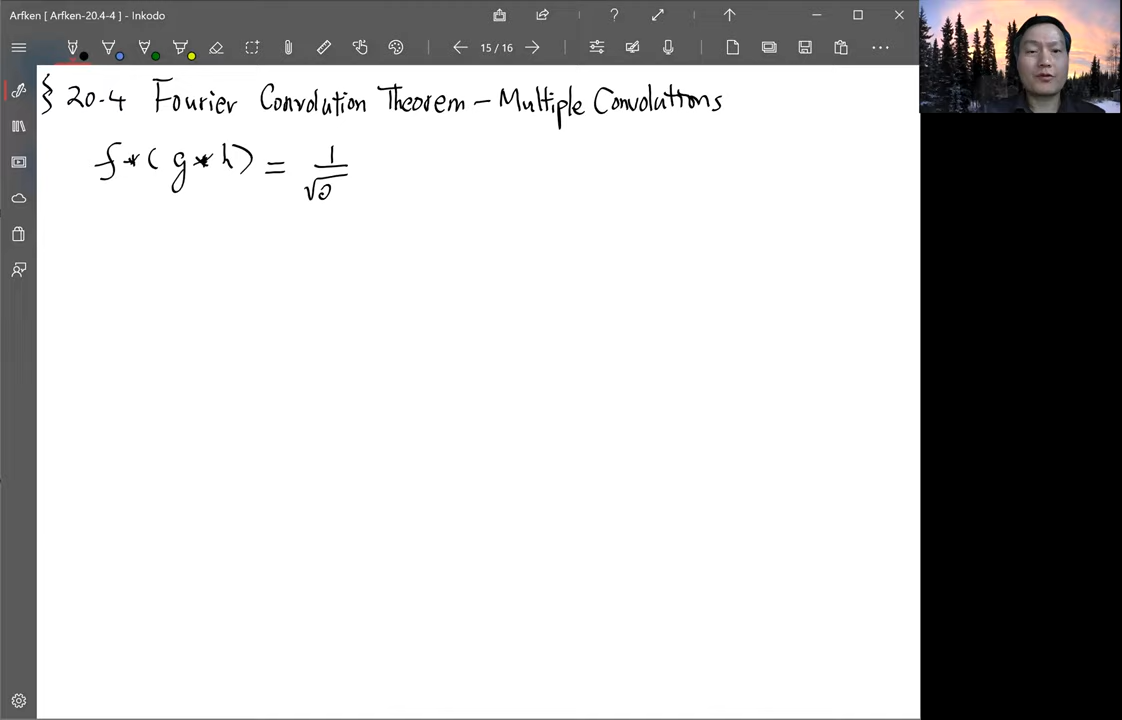 Arfken [ Arfken-20.4-4 ] - Inkodo
15 / 16
§ 20.4 Fourier Convolution Theorem - Multiple Convolutions
f*(g*h) = 1/√2